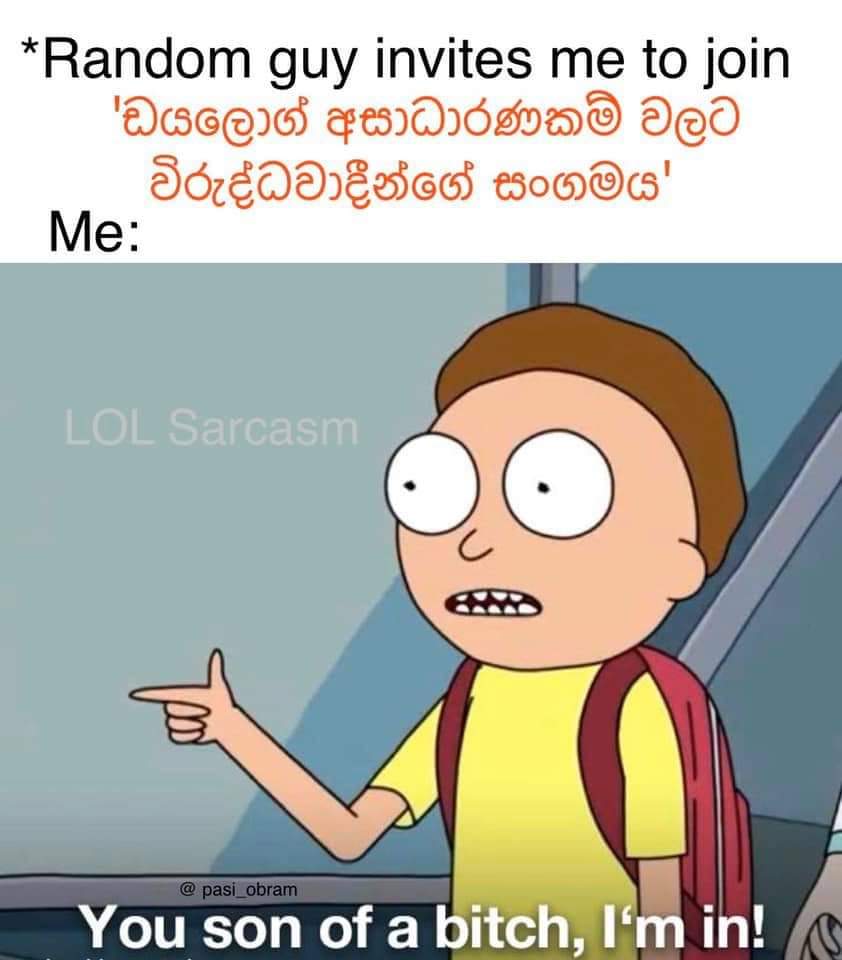 *Random guy invites me to join
'ඩයලොග් අසාධාරණකම් වලට
විරුද්ධවාදීන්ගේ සංගමය'
Me:
LOL Sarcasm
@ pasi_obram
You son of a bitch, I'm in!